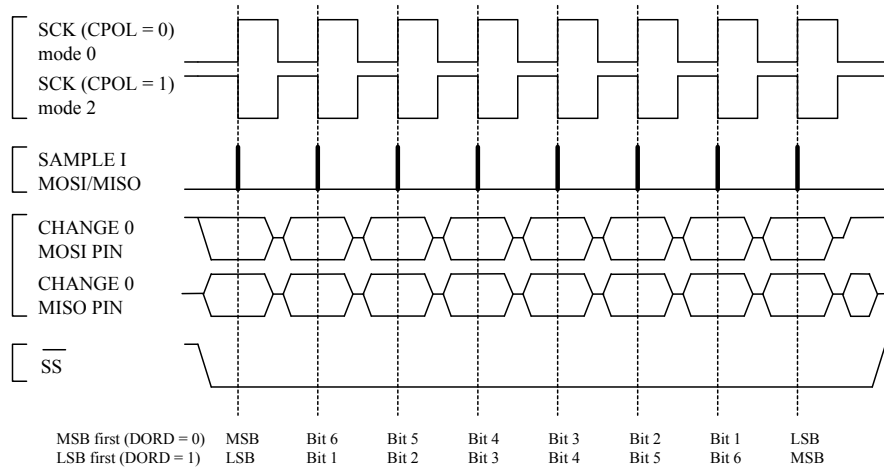 SCK (CPOL = 0)
mode 0
SCK (CPOL = 1)
mode 2
SAMPLE I
MOSI/MISO
CHANGE 0
MOSI PIN
CHANGE 0
MISO PIN
SS
MSB first (DORD = 0) MSB Bit 6 Bit 5 Bit 4 Bit 3 Bit 2 Bit 1 LSB
LSB first (DORD = 1) LSB Bit 1 Bit 2 Bit 3 Bit 4 Bit 5 Bit 6 MSB